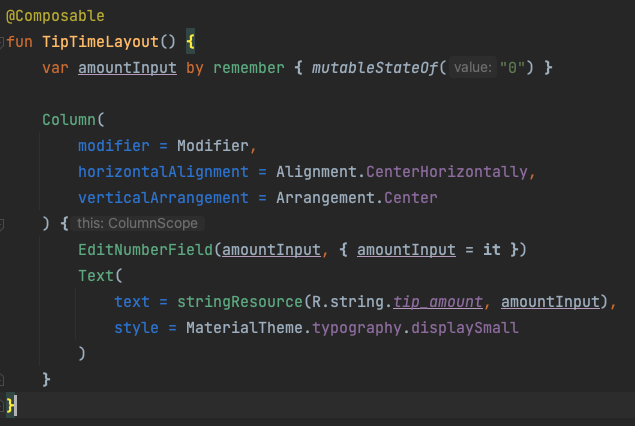 @Composable
fun TipTimeLayout() {
    var amountInput by remember { mutableStateOf( value: "0") }

    Column(
        modifier = Modifier,
        horizontalAlignment = Alignment.CenterHorizontally,
        verticalArrangement = Arrangement.Center
    ) { this: ColumnScope
        EditNumberField(amountInput, { amountInput = it })
        Text(
            text = stringResource(R.string.tip_amount, amountInput),
            style = MaterialTheme.typography.displaySmall
        )
    }
}